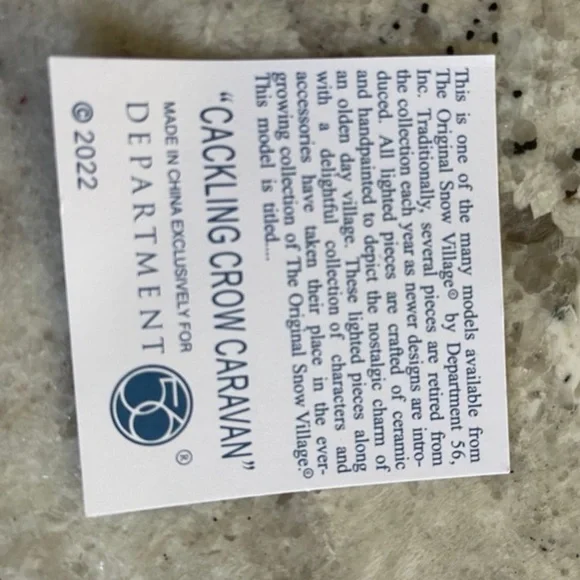 This is one of the many models available from
The Original Snow Village® by Department 56,
Inc. Traditionally, several pieces are retired from
the collection each year as newer designs are intro-
duced. All lighted pieces are crafted of ceramic
and handpainted to depict the nostalgic charm of
an olden day village. These lighted pieces along
with a delightful collection of characters and
accessories have taken their place in the ever-
growing collection of The Original Snow Village.®
This model is titled....
“CACKLING CROW CARAVAN”
MADE IN CHINA EXCLUSIVELY FOR
DEPARTMENT 56®
© 2022